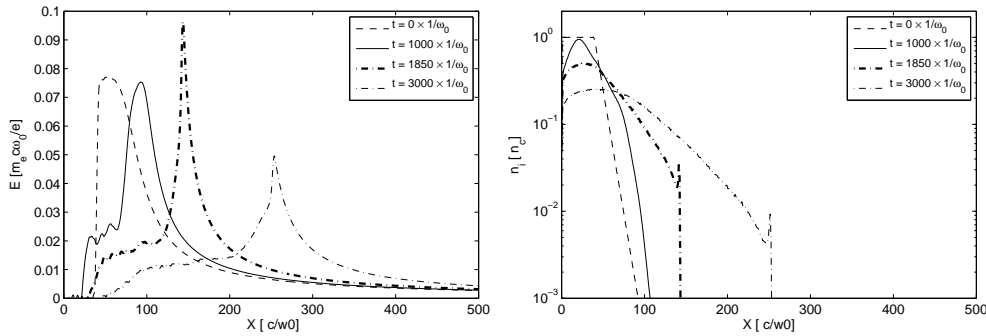 0.1
0.09
0.08
0.07
0.06
0.05
0.04
0.03
0.02
0.01
0
E [m_e cω_0/e]
0 100 200 300 400 500
X [ c/w0]
t = 0 × 1/ω_0
t = 1000 × 1/ω_0
t = 1850 × 1/ω_0
t = 3000 × 1/ω_0
10^0
10^−1
10^−2
10^−3
n_i [ n_c]
0 100 200 300 400 500
X [ c/w0]
t = 0 × 1/ω_0
t = 1000 × 1/ω_0
t = 1850 × 1/ω_0
t = 3000 × 1/ω_0